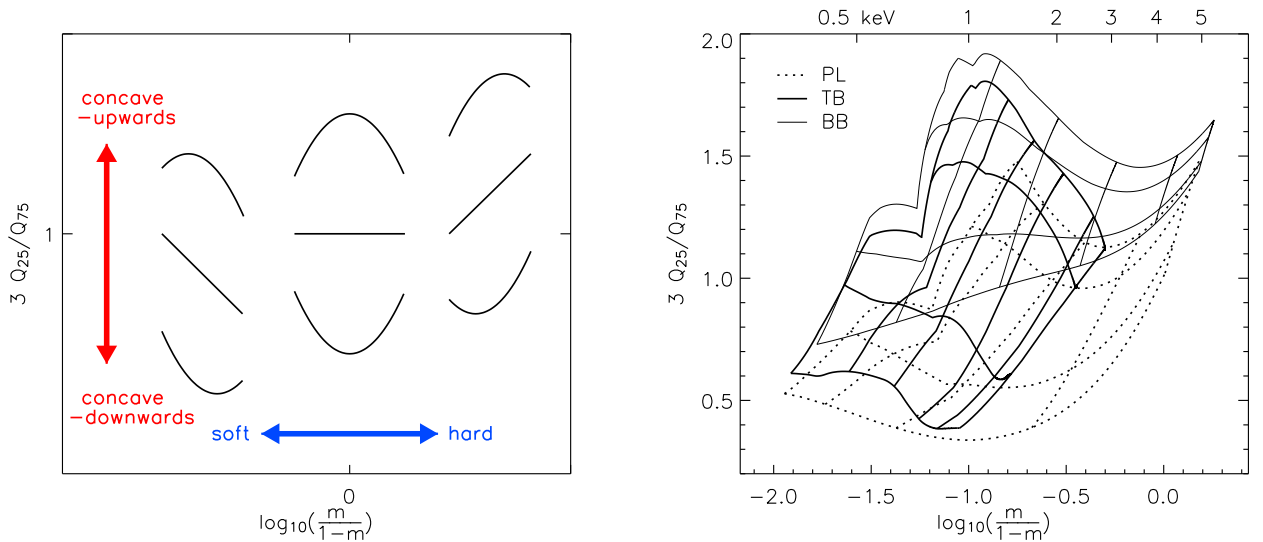 concave
-upwards
1
3 Q25/Q75
concave
-downwards
soft
hard
0
log10(m/1-m)
0.5 keV
1
2
3
4
5
2.0
PL
TB
BB
1.5
1.0
0.5
3 Q25/Q75
-2.0
-1.5
-1.0
-0.5
0.0
log10(m/1-m)